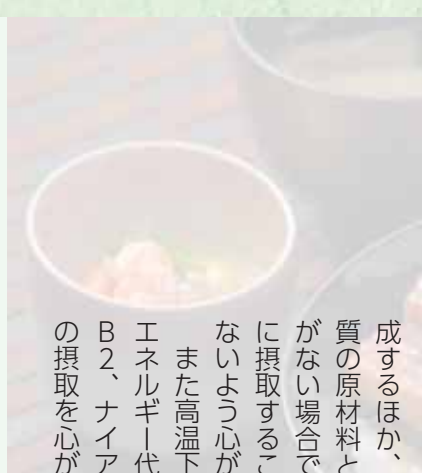 成するほか、
質の原材料と
がない場合で
に摂取するこ
ないよう心が
また高温下
エネルギー代
B2、ナイア
の摂取を心が